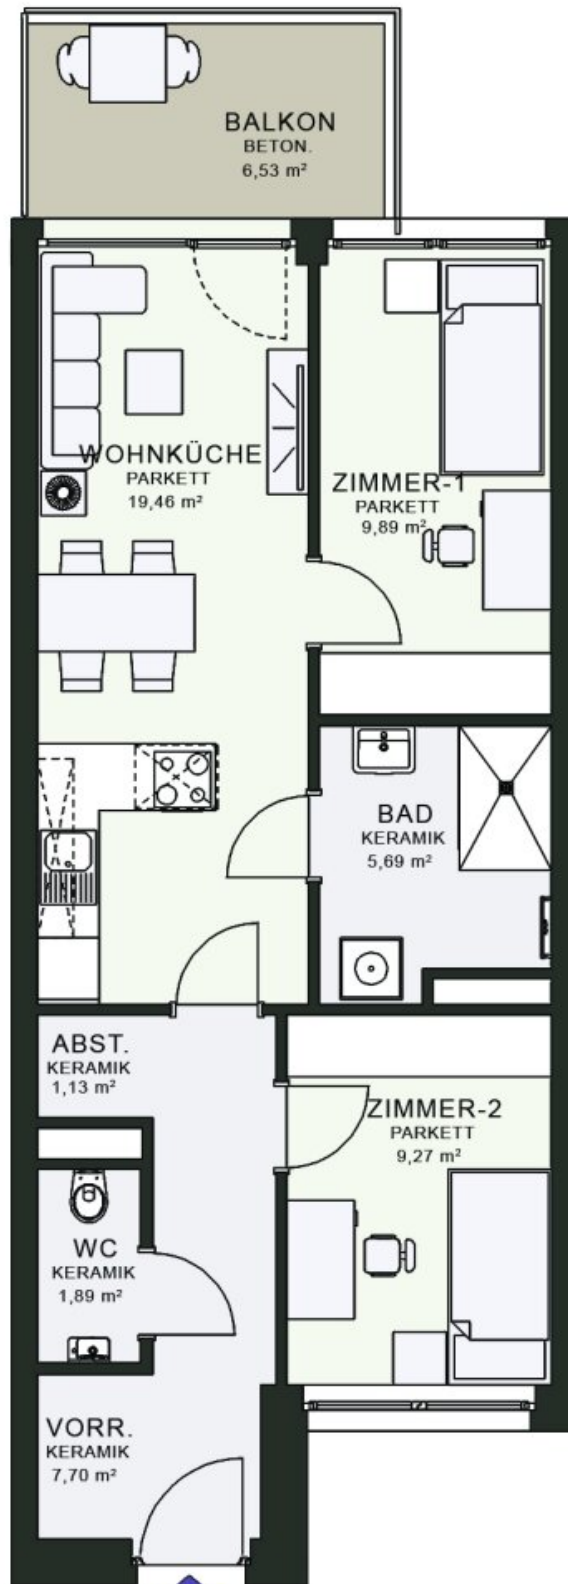 BALKON
BETON.
6,53 m²
WOHNKÜCHE
PARKETT
19,46 m²
ZIMMER-1
PARKETT
9,89 m²
BAD
KERAMIK
5,69 m²
ABST.
KERAMIK
1,13 m²
ZIMMER-2
PARKETT
9,27 m²
WC
KERAMIK
1,89 m²
VORR.
KERAMIK
7,70 m²